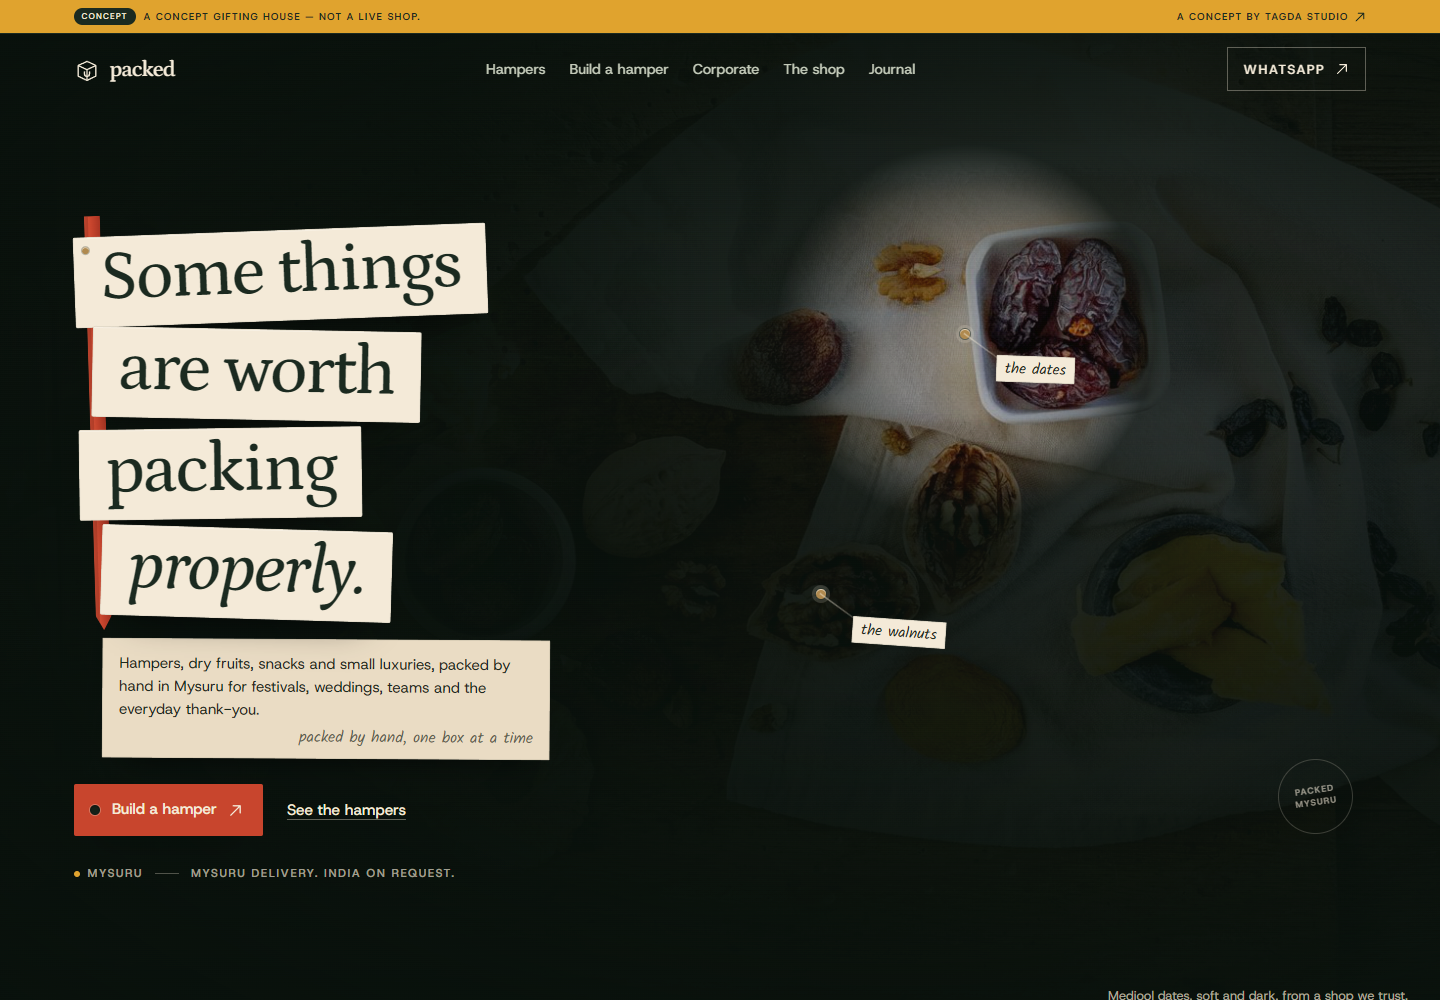 CONCEPT A CONCEPT GIFTING HOUSE — NOT A LIVE SHOP.
A CONCEPT BY TAGDA STUDIO
packed
Hampers
Build a hamper
Corporate
The shop
Journal
WHATSAPP
Some things
are worth
packing
properly.
the dates
the walnuts
Hampers, dry fruits, snacks and small luxuries, packed by
hand in Mysuru for festivals, weddings, teams and the
everyday thank-you.
packed by hand, one box at a time
Build a hamper
See the hampers
PACKED
MYSURU
MYSURU — MYSURU DELIVERY. INDIA ON REQUEST.
Medjool dates, soft and dark, from a shop we trust.